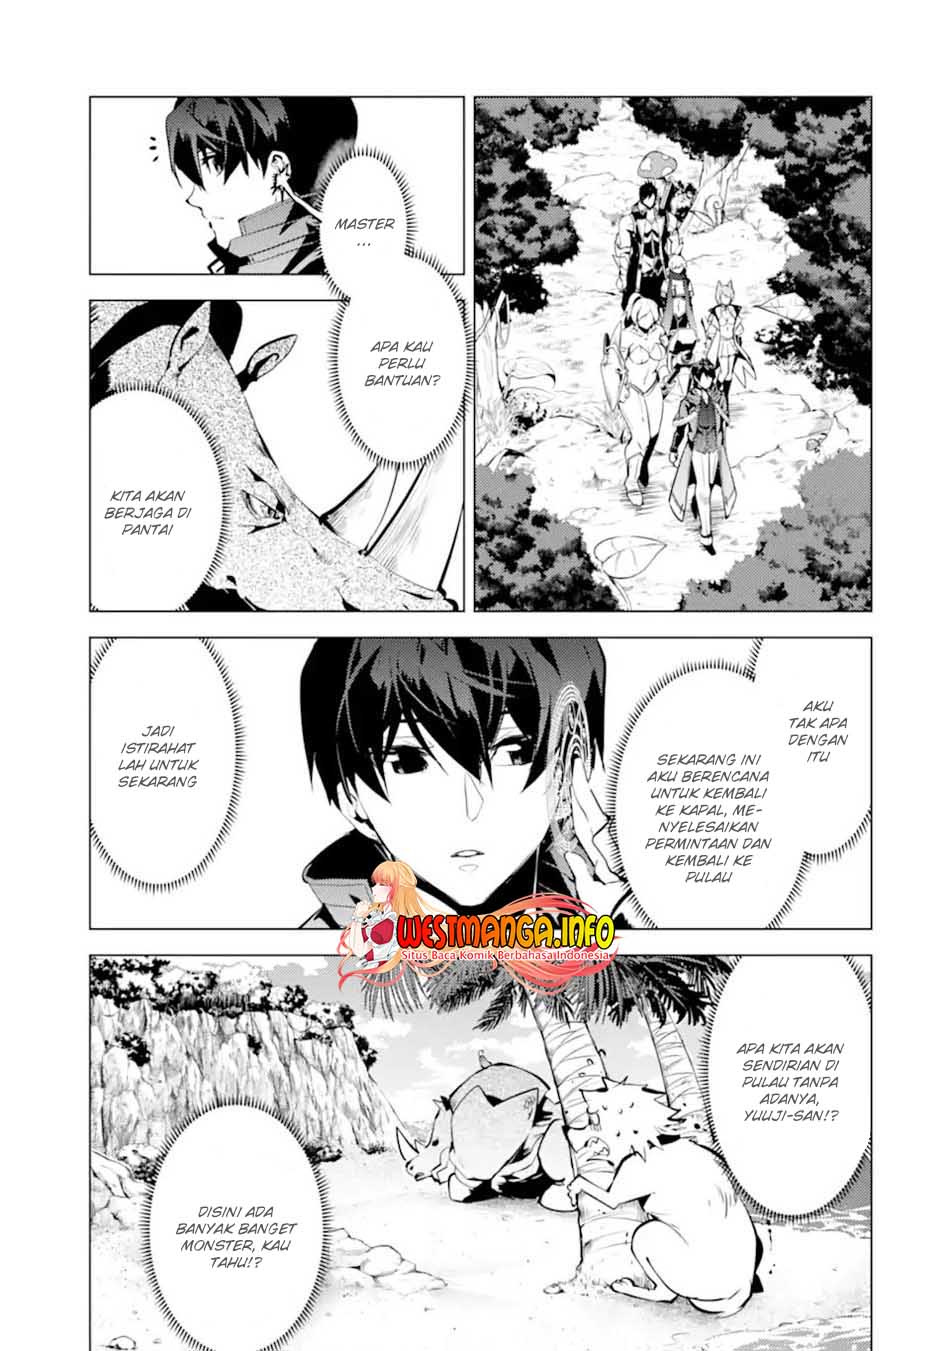 MASTER
...
APA KAU
PERLU
BANTUAN?
KITA AKAN
BERJAGA DI
PANTAI
AKU
TAK APA
DENGAN
ITU
SEKARANG INI
AKU BERENCANA
UNTUK KEMBALI
KE KAPAL, ME-
NYELESAIKAN
PERMINTAAN DAN
KEMBALI KE
PULAU
JADI
ISTIRAHAT
LAH UNTUK
SEKARANG
WESTMANGA.INFO
Situs Baca Komik Berbahasa Indonesia
APA KITA AKAN
SENDIRIAN DI
PULAU TANPA
ADANYA,
YUUJI-SAN!?
DISINI ADA
BANYAK BANGET
MONSTER, KAU
TAHU!?